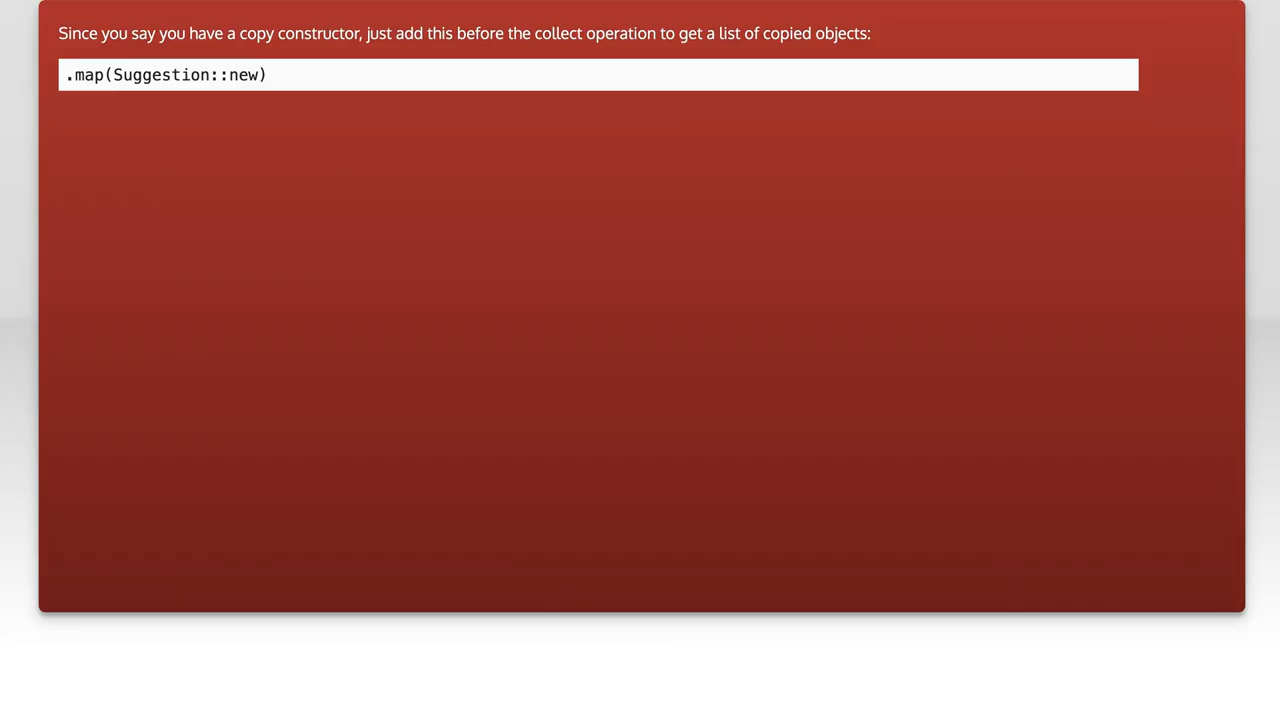 Since you say you have a copy constructor, just add this before the collect operation to get a list of copied objects:
.map(Suggestion::new)